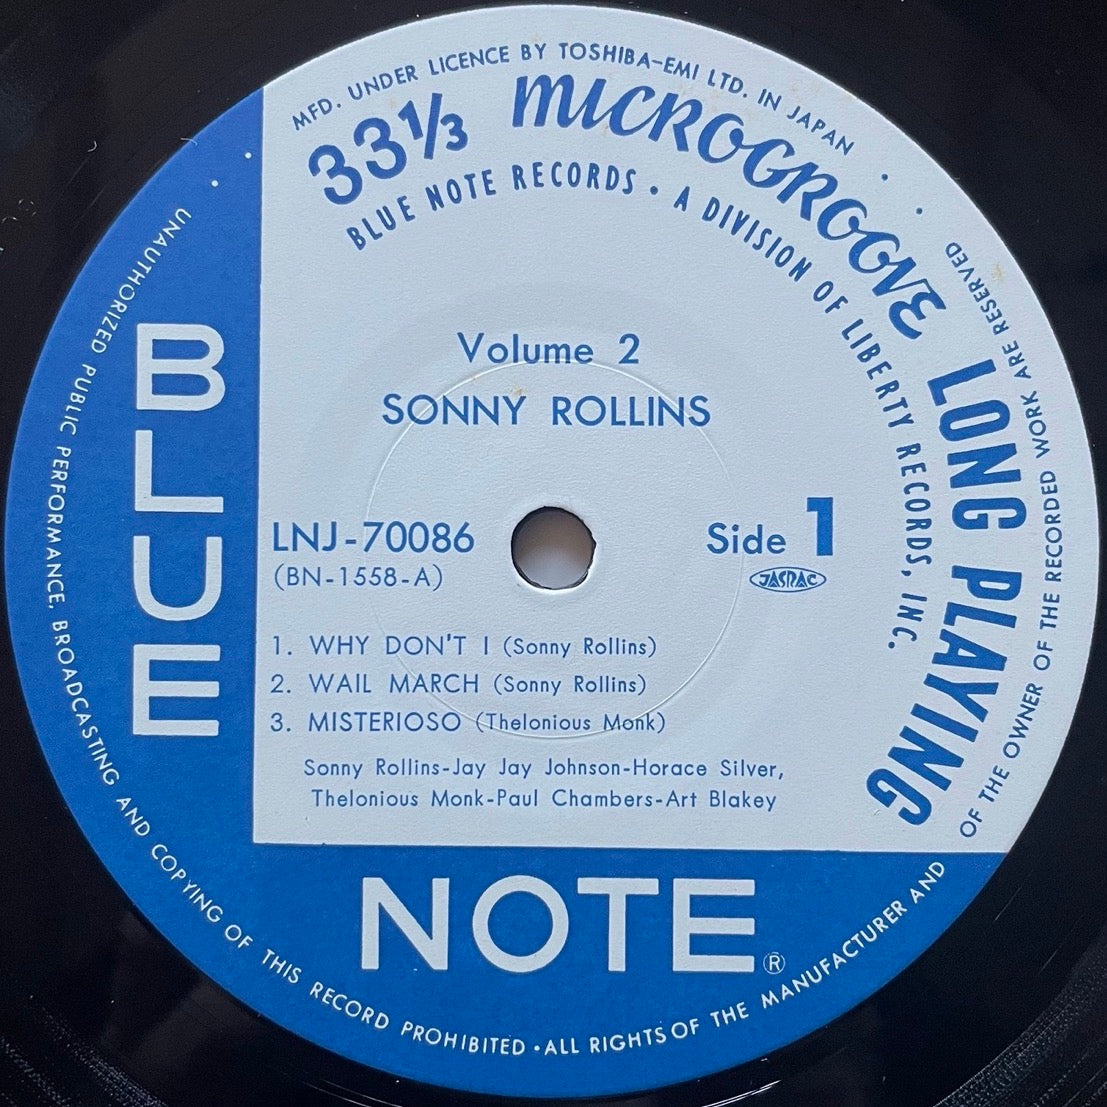 MFD. UNDER LICENCE BY TOSHIBA-EMI LTD. IN JAPAN
33⅓ MICROGROOVE LONG PLAYING
BLUE NOTE RECORDS · A DIVISION OF LIBERTY RECORDS, INC.
Volume 2
SONNY ROLLINS
LNJ-70086
(BN-1558-A)
Side 1
JASRAC
1. WHY DON'T I (Sonny Rollins)
2. WAIL MARCH (Sonny Rollins)
3. MISTERIOSO (Thelonious Monk)
Sonny Rollins-Jay Jay Johnson-Horace Silver,
Thelonious Monk-Paul Chambers-Art Blakey
BLUE
NOTE®
UNAUTHORIZED PUBLIC PERFORMANCE, BROADCASTING AND COPYING OF THIS RECORD PROHIBITED · ALL RIGHTS OF THE MANUFACTURER AND OF THE OWNER OF THE RECORDED WORK ARE RESERVED